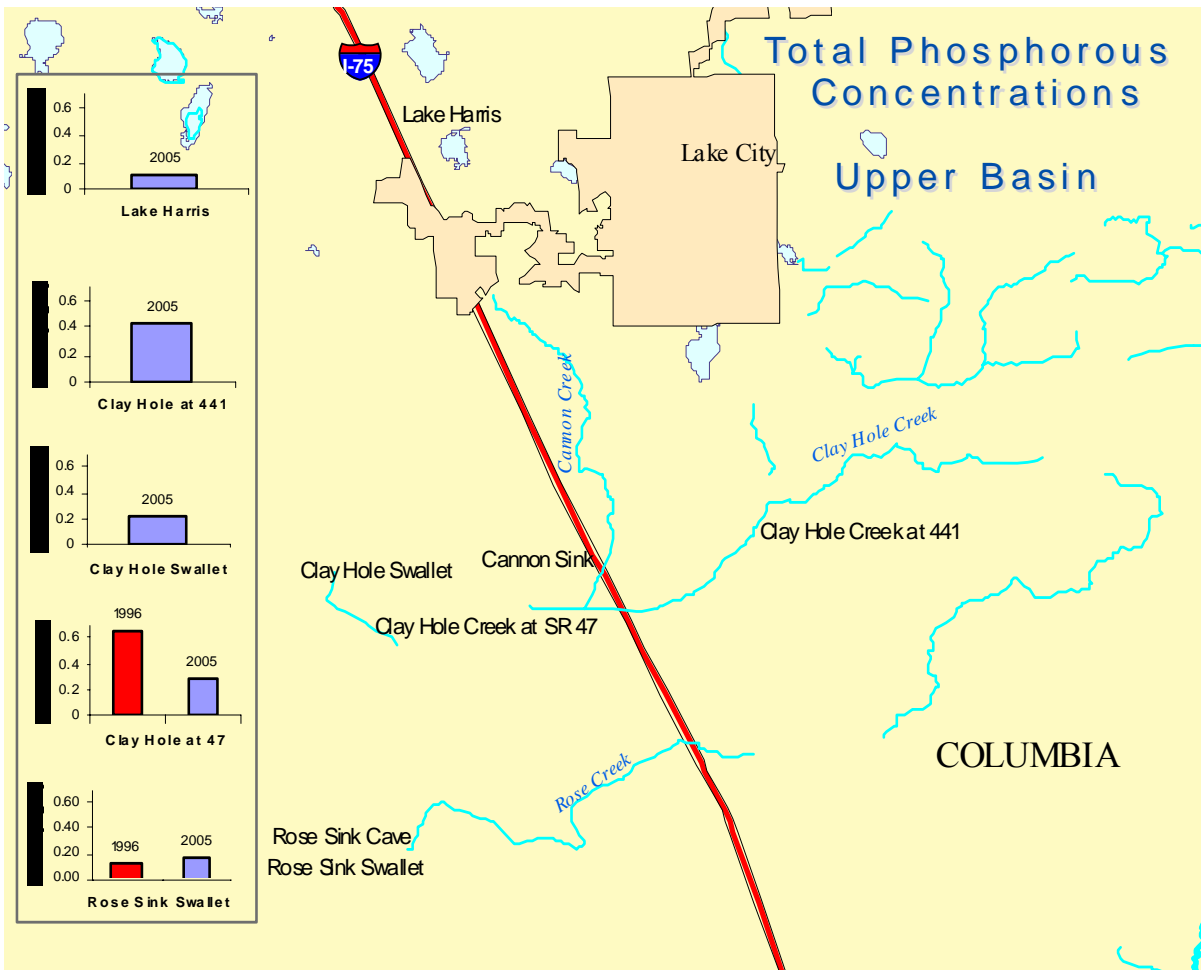 Total Phosphorous
Concentrations
Upper Basin
I-75
Lake Harris
Lake City
Cannon Creek
Clay Hole Creek
Clay Hole Creek at 441
Cannon Sink
Clay Hole Swallet
Clay Hole Creek at SR 47
COLUMBIA
Rose Creek
Rose Sink Cave
Rose Sink Swallet
0.6
0.4
0.2
0
2005
Lake Harris
0.6
0.4
0.2
0
2005
Clay Hole at 441
0.6
0.4
0.2
0
2005
Clay Hole Swallet
0.6
0.4
0.2
0
1996
2005
Clay Hole at 47
0.60
0.40
0.20
0.00
1996
2005
Rose Sink Swallet